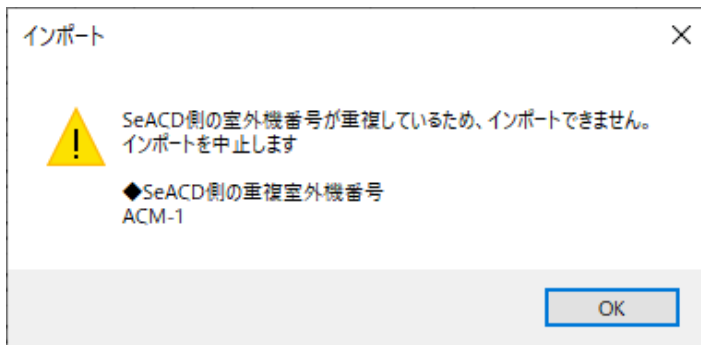 インポート
SeACD側の室外機番号が重複しているため、インポートできません。
インポートを中止します
◆SeACD側の重複室外機番号
ACM-1
OK